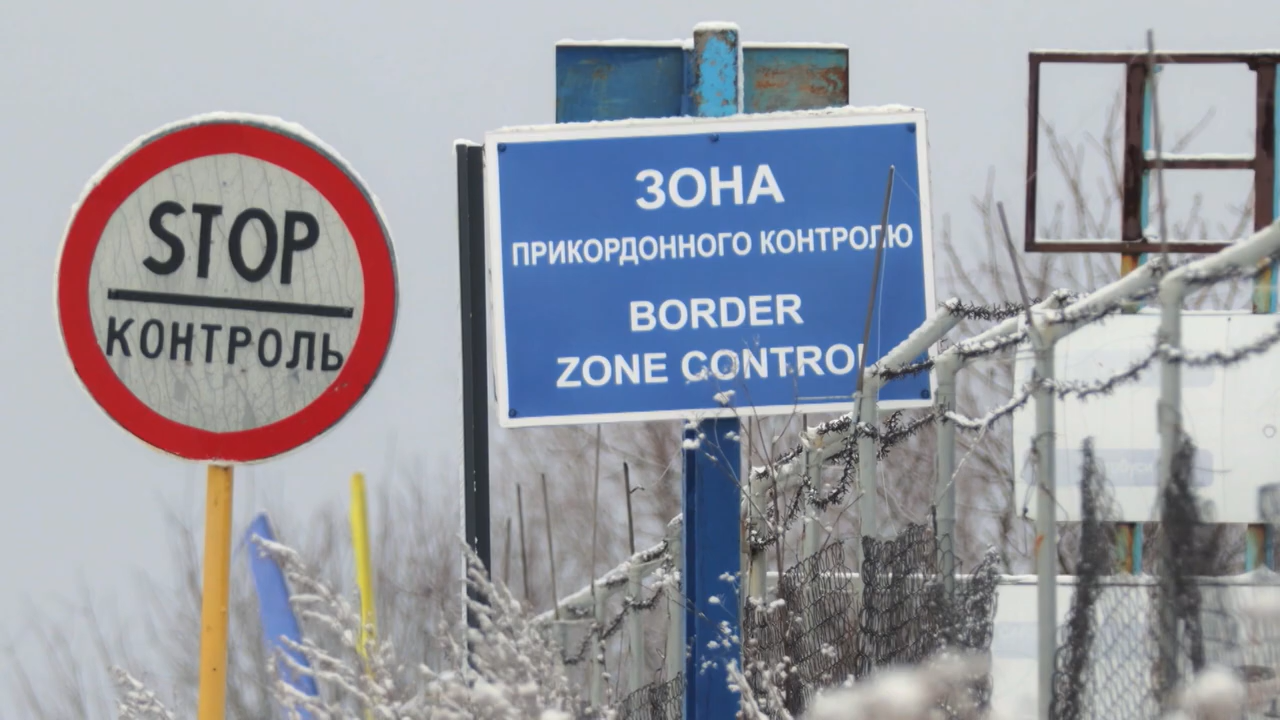 STOP
КОНТРОЛЬ
ЗОНА
ПРИКОРДОННОГО КОНТРОЛЮ
BORDER
ZONE CONTROL